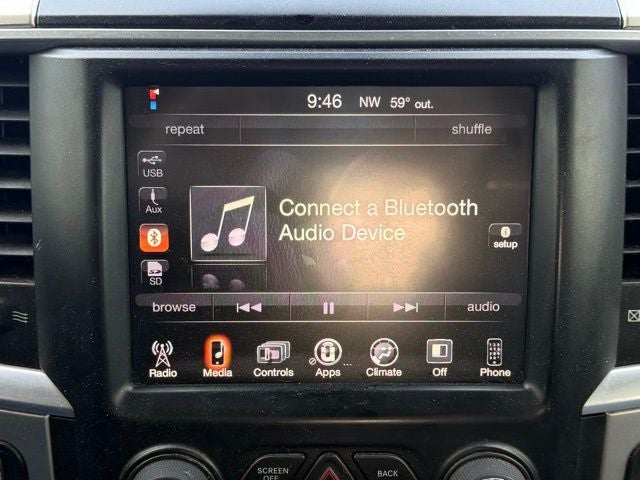 9:46 NW 59° out.
repeat shuffle
USB
Aux
Connect a Bluetooth
Audio Device
setup
SD
browse audio
Radio Media Controls Apps Climate Off Phone
SCREEN
OFF
BACK